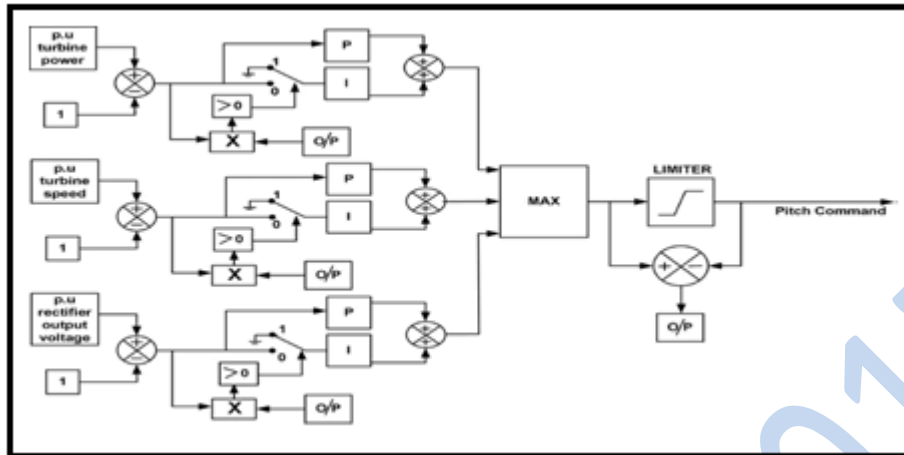 p.u
turbine
power
1
P
1
0
I
>0
X
O/P
p.u
turbine
speed
1
P
1
0
I
>0
X
O/P
p.u
rectifier
output
voltage
1
P
1
0
I
>0
X
O/P
MAX
LIMITER
Pitch Command
O/P